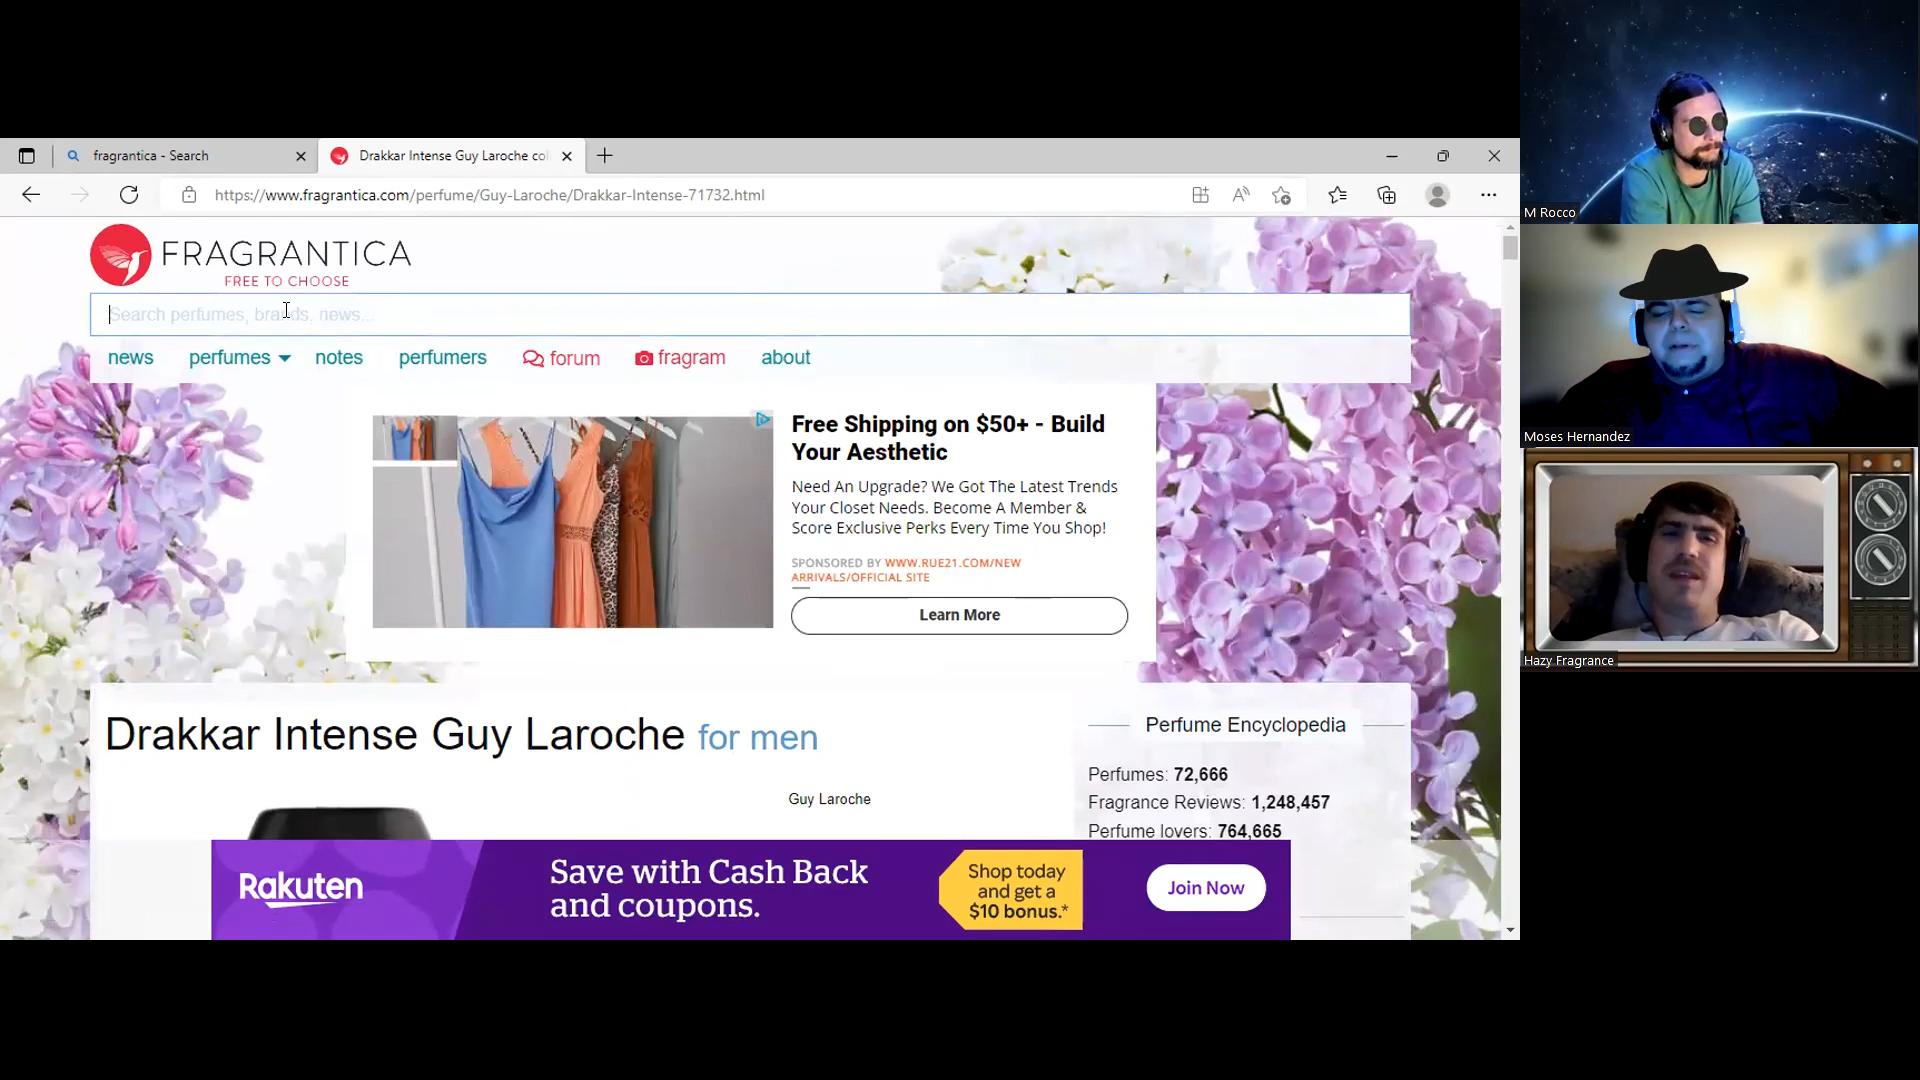 fragrantica - Search
Drakkar Intense Guy Laroche col
https://www.fragrantica.com/perfume/Guy-Laroche/Drakkar-Intense-71732.html
FRAGRANTICA
FREE TO CHOOSE
Search perfumes, brands, news...
news perfumes notes perfumers forum fragram about
Free Shipping on $50+ - Build
Your Aesthetic
Need An Upgrade? We Got The Latest Trends
Your Closet Needs. Become A Member &
Score Exclusive Perks Every Time You Shop!
SPONSORED BY WWW.RUE21.COM/NEW
ARRIVALS/OFFICIAL SITE
Learn More
Drakkar Intense Guy Laroche for men
Guy Laroche
Perfume Encyclopedia
Perfumes: 72,666
Fragrance Reviews: 1,248,457
Perfume lovers: 764,665
Rakuten
Save with Cash Back
and coupons.
Shop today
and get a
$10 bonus.*
Join Now
M Rocco
Moses Hernandez
Hazy Fragrance